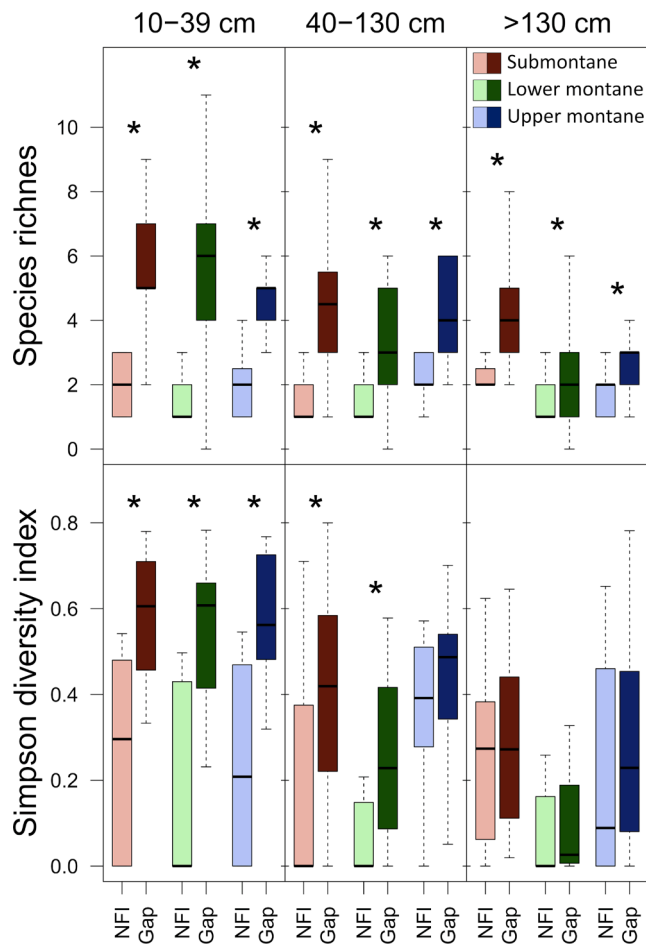 10−39 cm 40−130 cm >130 cm
Submontane
Lower montane
Upper montane
Species richnes
10
8
6
4
2
0
* * *
* * *
* * *
Simpson diversity index
0.8
0.6
0.4
0.2
0.0
* * *
* *
NFI Gap NFI Gap NFI Gap NFI Gap NFI Gap NFI Gap NFI Gap NFI Gap NFI Gap